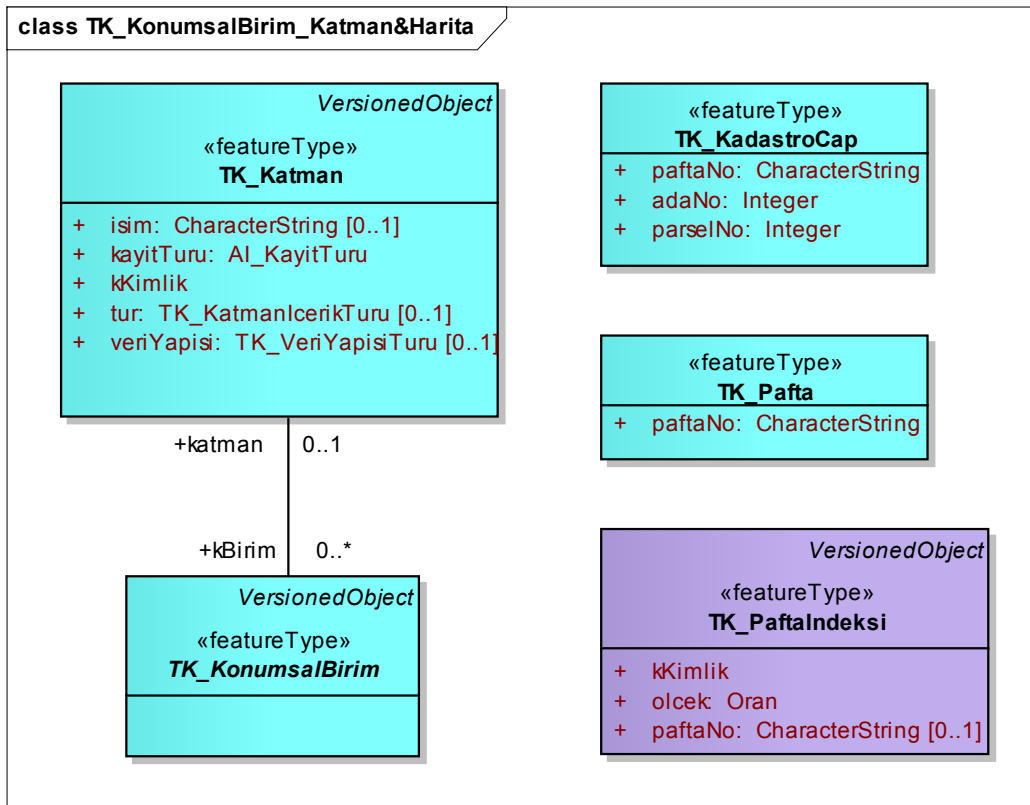 class TK_KonumsalBirim_Katman&Harita
VersionedObject
«featureType»
TK_Katman
+ isim: CharacterString [0..1]
+ kayitTuru: AI_KayitTuru
+ kKimlik
+ tur: TK_KatmanIcerikTuru [0..1]
+ veriYapisi: TK_VeriYapisiTuru [0..1]
+katman 0..1
+kBirim 0..*
VersionedObject
«featureType»
TK_KonumsalBirim
«featureType»
TK_KadastroCap
+ paftaNo: CharacterString
+ adaNo: Integer
+ parselNo: Integer
«featureType»
TK_Pafta
+ paftaNo: CharacterString
VersionedObject
«featureType»
TK_PaftaIndeksi
+ kKimlik
+ olcek: Oran
+ paftaNo: CharacterString [0..1]